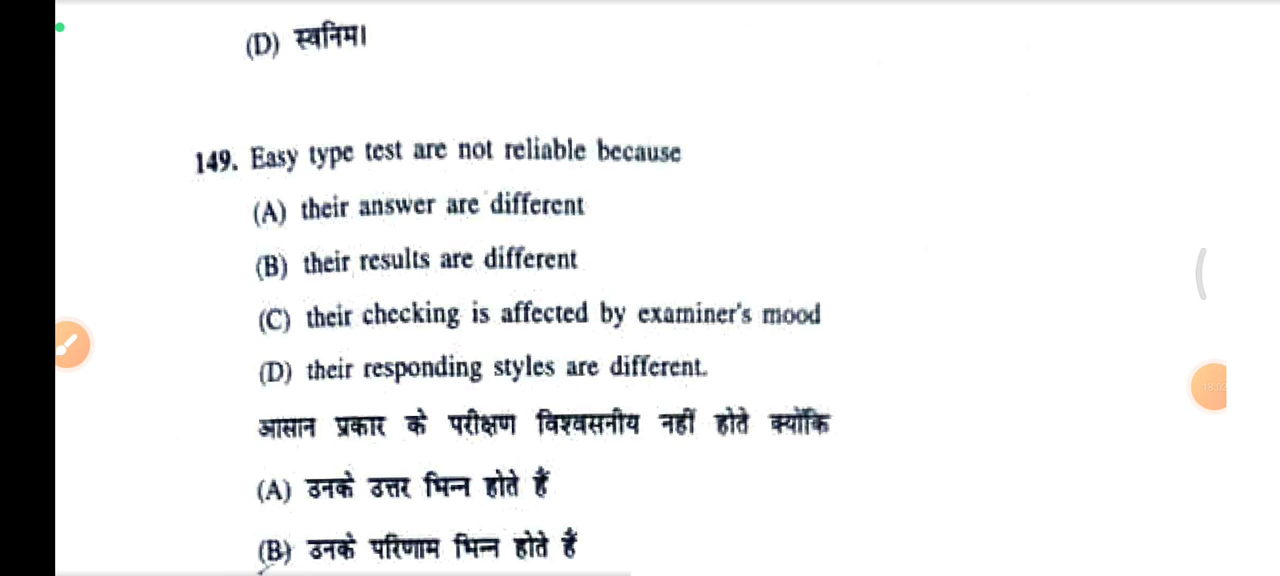 (D) स्वनिम।
149. Easy type test are not reliable because
(A) their answer are different
(B) their results are different
(C) their checking is affected by examiner's mood
(D) their responding styles are different.
आसान प्रकार के परीक्षण विश्वसनीय नहीं होते क्योंकि
(A) उनके उत्तर भिन्न होते हैं
(B) उनके परिणाम भिन्न होते हैं